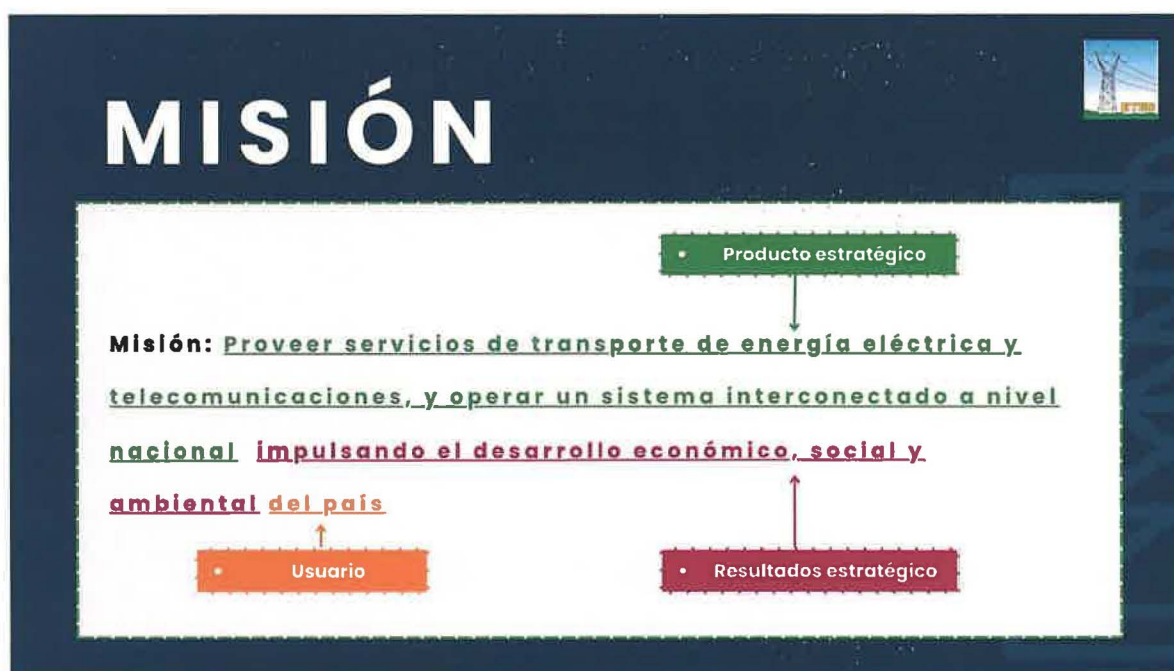 MISIÓN
• Producto estratégico
Misión: Proveer servicios de transporte de energía eléctrica y
telecomunicaciones, y operar un sistema interconectado a nivel
nacional impulsando el desarrollo económico, social y
ambiental del país
• Usuario
• Resultados estratégico